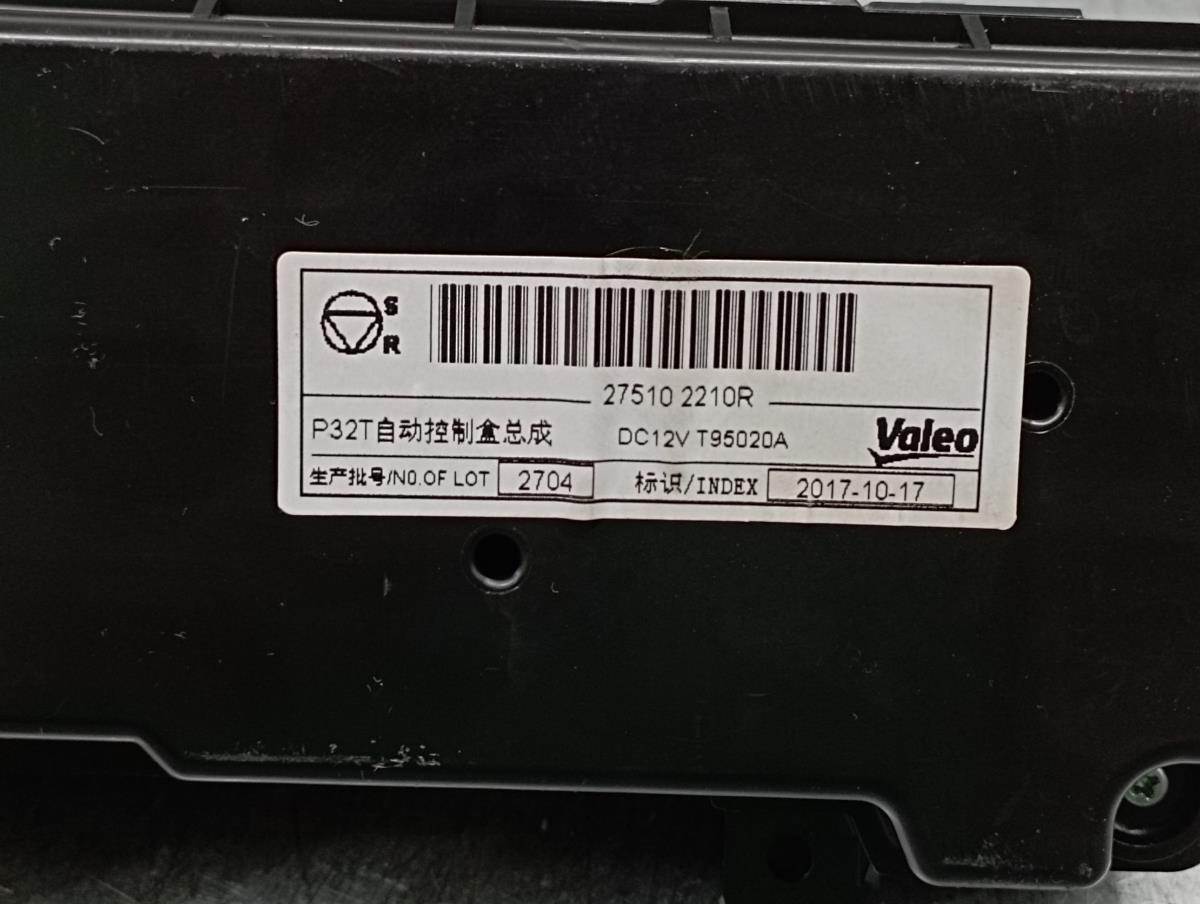 S
R
27510 2210R
P32T自动控制盒总成 DC12V T95020A Valeo
生产批号/NO.OF LOT 2704 标识/INDEX 2017-10-17